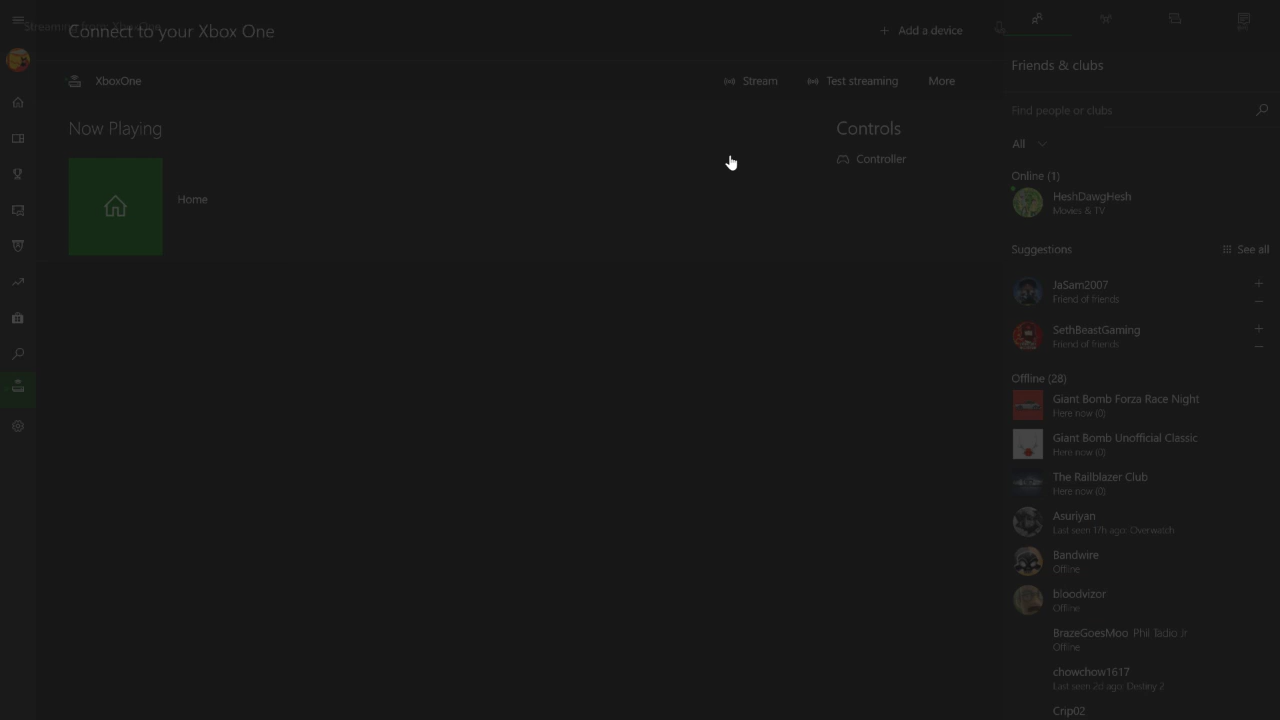 Streaming from XboxOne
Connect to your Xbox One
Add a device
XboxOne
Stream
Test streaming
More
Now Playing
Home
Controls
Controller
Friends & clubs
Find people or clubs
All
Online (1)
HeshDawgHesh
Movies & TV
Suggestions
See all
JaSam2007
Friend of friends
SethBeastGaming
Friend of friends
Offline (28)
Giant Bomb Forza Race Night
Here now (0)
Giant Bomb Unofficial Classic
Here now (0)
The Railblazer Club
Here now (0)
Asuriyan
Last seen 17h ago: Overwatch
Bandwire
Offline
bloodvizor
Offline
BrazeGoesMoo Phil Tadio Jr
Offline
chowchow1617
Last seen 2d ago: Destiny 2
Crip02